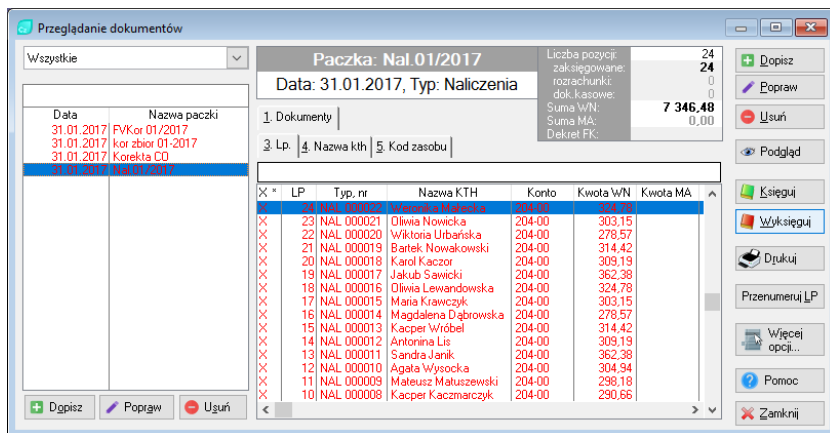 Przeglądanie dokumentów
Wszystkie
Data Nazwa paczki
31.01.2017 FVKor 01/2017
31.01.2017 kor zbior 01-2017
31.01.2017 Korekta CO
31.01.2017 Nal.01/2017
Dopisz Popraw Usuń
Paczka: Nal.01/2017
Data: 31.01.2017, Typ: Naliczenia
Liczba pozycji: 24
zaksięgowane: 24
rozrachunki: 0
dok.kasowe: 0
Suma WN: 7 346,48
Suma MA: 0,00
Dekret FK:
1. Dokumenty
3. Lp. 4. Nazwa kth 5. Kod zasobu
X * LP Typ, nr Nazwa KTH Konto Kwota WN Kwota MA
X 24 NAL 000022 Weronika Małecka 204-00 324,78
X 23 NAL 000021 Oliwia Nowicka 204-00 303,15
X 22 NAL 000020 Wiktoria Urbańska 204-00 278,57
X 21 NAL 000019 Bartek Nowakowski 204-00 314,42
X 20 NAL 000018 Karol Kaczor 204-00 309,19
X 19 NAL 000017 Jakub Sawicki 204-00 362,38
X 18 NAL 000016 Oliwia Lewandowska 204-00 324,78
X 17 NAL 000015 Maria Krawczyk 204-00 303,15
X 16 NAL 000014 Magdalena Dąbrowska 204-00 278,57
X 15 NAL 000013 Kacper Wróbel 204-00 314,42
X 14 NAL 000012 Antonina Lis 204-00 309,19
X 13 NAL 000011 Sandra Janik 204-00 362,38
X 12 NAL 000010 Agata Wysocka 204-00 304,94
X 11 NAL 000009 Mateusz Matuszewski 204-00 298,18
X 10 NAL 000008 Kacper Kaczmarczyk 204-00 290,66
Dopisz
Popraw
Usuń
Podgląd
Księguj
Wyksięguj
Drukuj
Przenumeruj LP
Więcej
opcji...
Pomoc
Zamknij